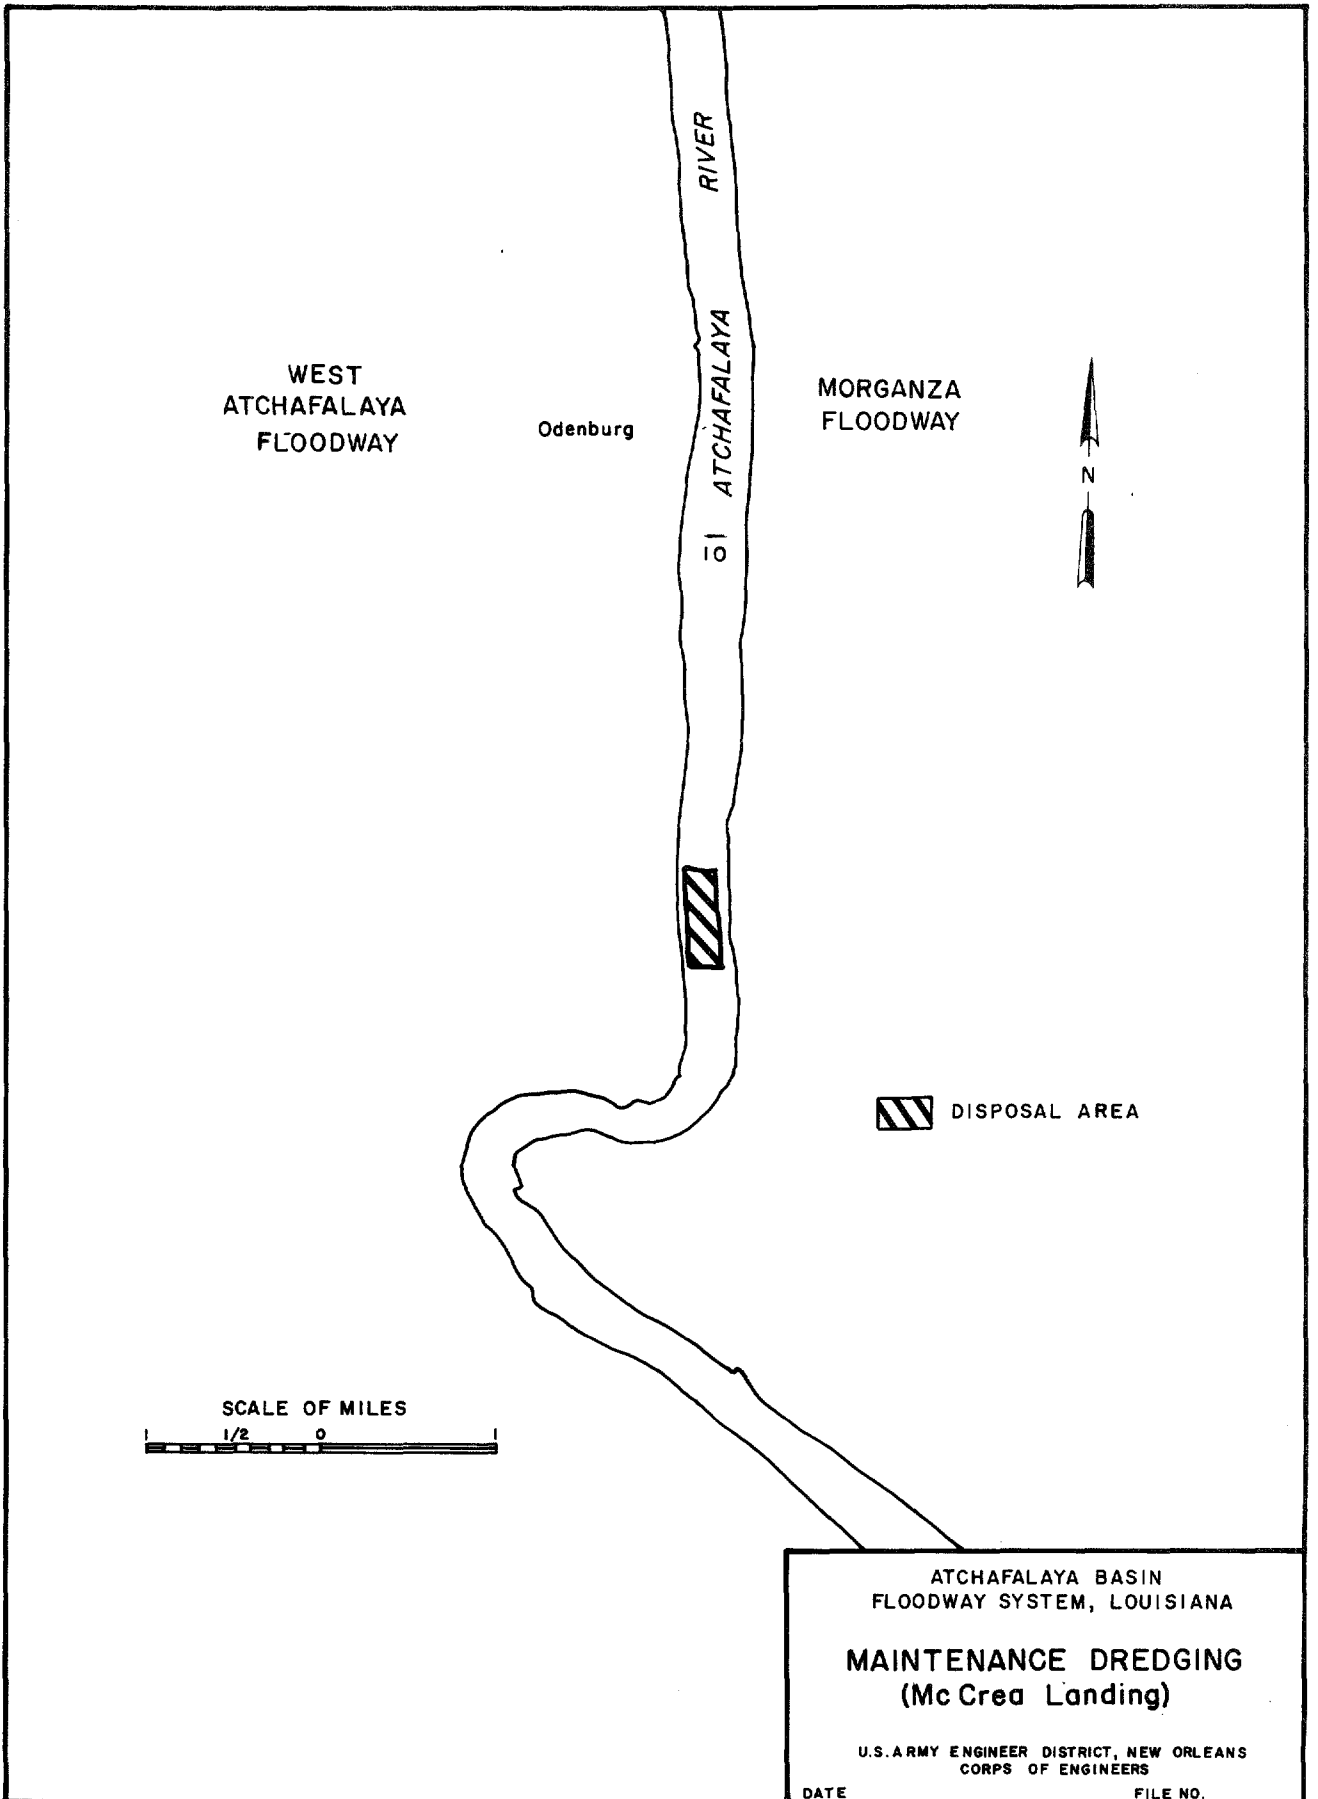 RIVER
ATCHAFALAYA
WEST
ATCHAFALAYA
FLOODWAY
Odenburg
MORGANZA
FLOODWAY
N
DISPOSAL AREA
SCALE OF MILES
1 1/2 0 1
ATCHAFALAYA BASIN
FLOODWAY SYSTEM, LOUISIANA
MAINTENANCE DREDGING
(Mc Crea Landing)
U.S. ARMY ENGINEER DISTRICT, NEW ORLEANS
CORPS OF ENGINEERS
DATE FILE NO.